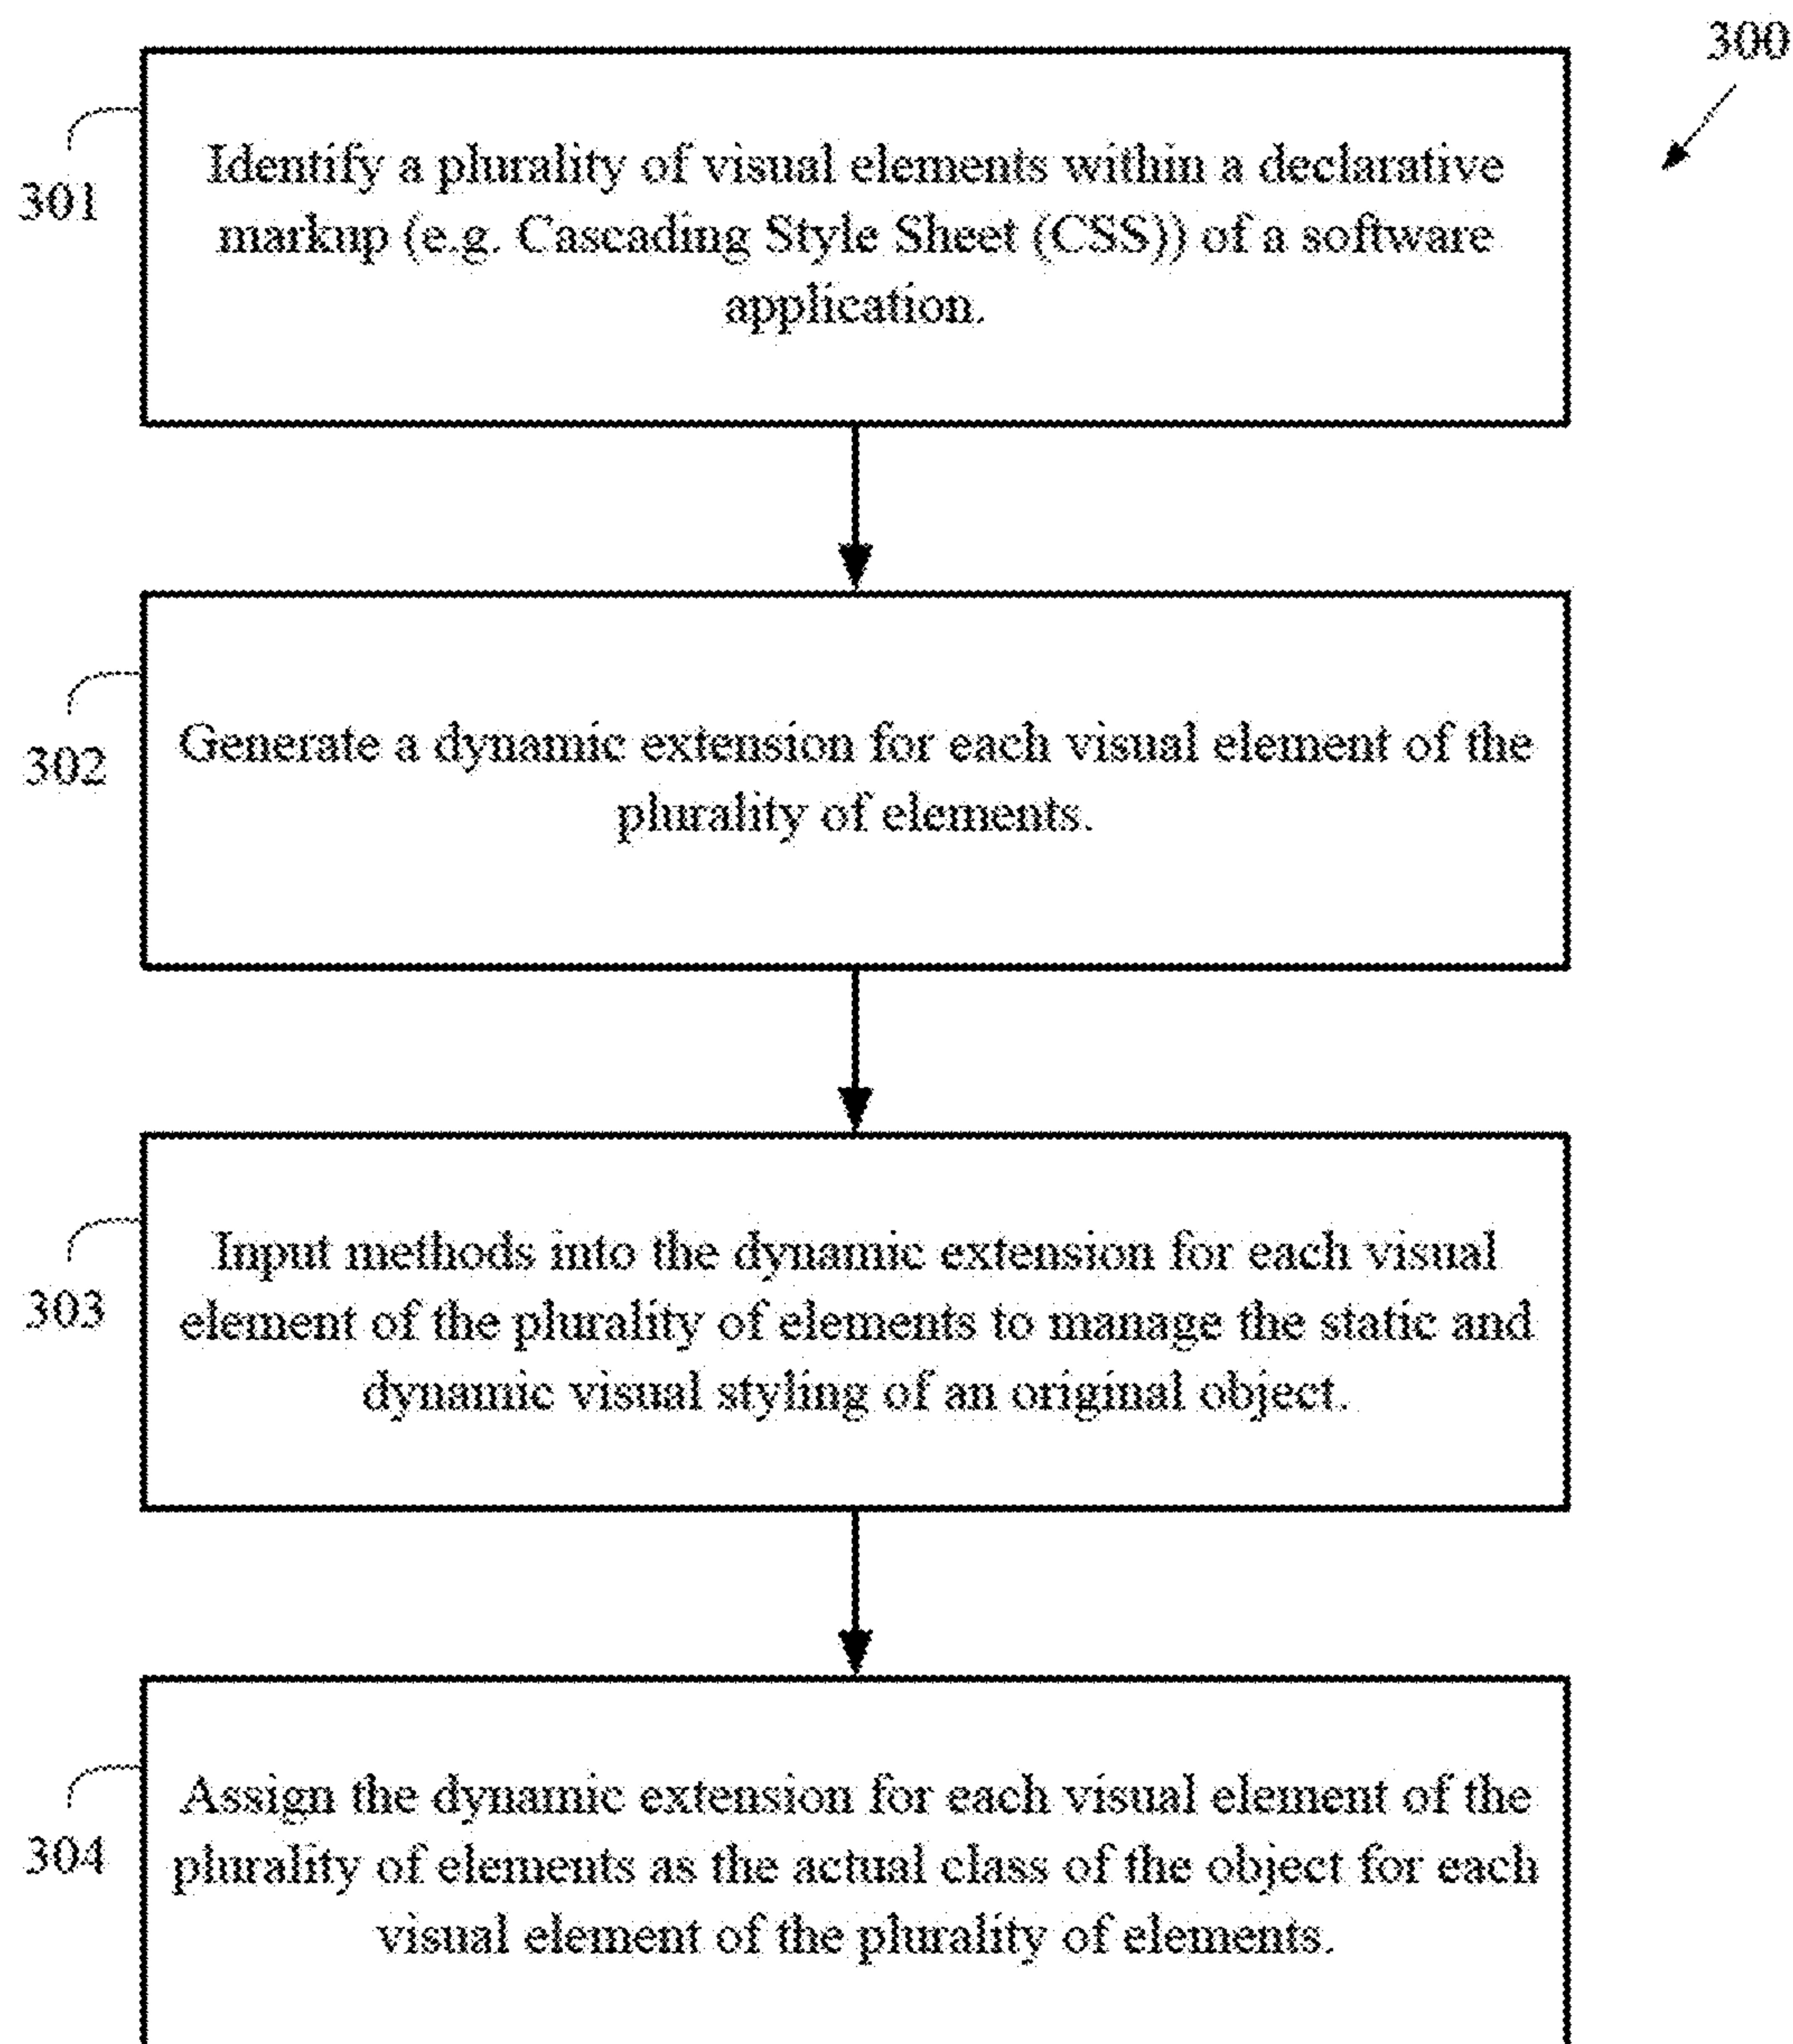 300
301
Identify a plurality of visual elements within a declarative
markup (e.g. Cascading Style Sheet (CSS)) of a software
application.
302
Generate a dynamic extension for each visual element of the
plurality of elements.
303
Input methods into the dynamic extension for each visual
element of the plurality of elements to manage the static and
dynamic visual styling of an original object.
304
Assign the dynamic extension for each visual element of the
plurality of elements as the actual class of the object for each
visual element of the plurality of elements.